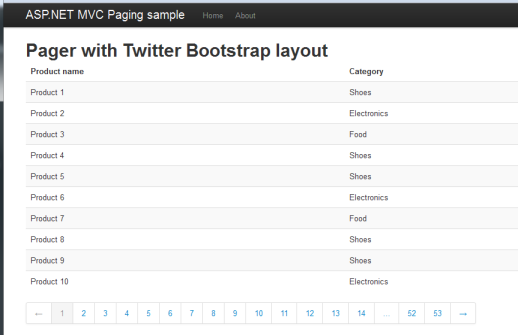 ASP.NET MVC Paging sample Home About
Pager with Twitter Bootstrap layout
Product name Category
Product 1 Shoes
Product 2 Electronics
Product 3 Food
Product 4 Shoes
Product 5 Shoes
Product 6 Electronics
Product 7 Food
Product 8 Shoes
Product 9 Shoes
Product 10 Electronics
← 1 2 3 4 5 6 7 8 9 10 11 12 13 14 ... 52 53 →